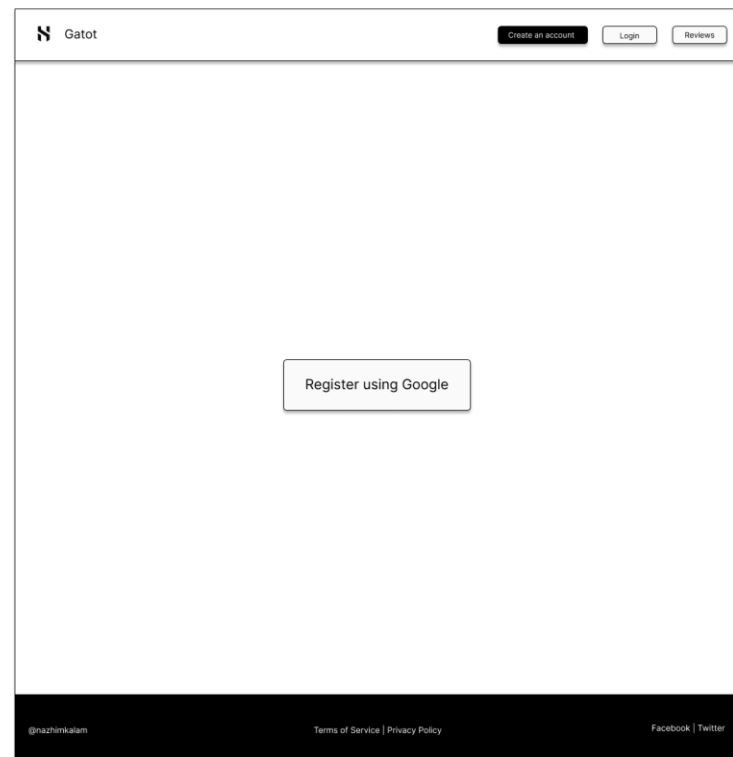 Gatot
Create an account
Login
Reviews
Register using Google
@nazhimkalam
Terms of Service | Privacy Policy
Facebook | Twitter